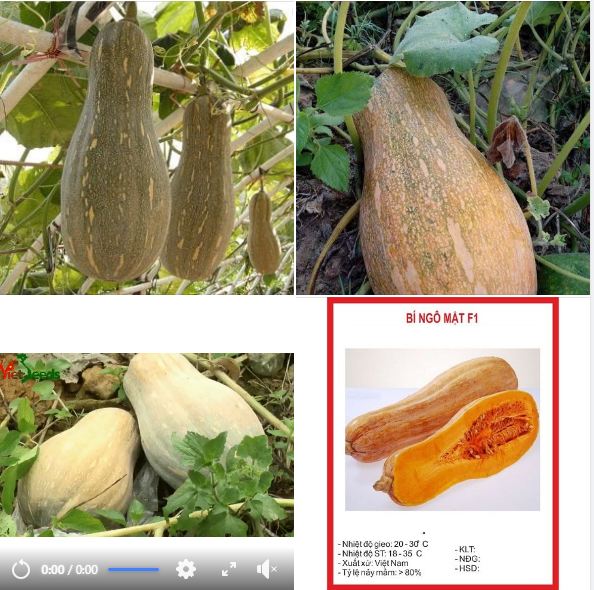 VietSeeds
0:00 / 0:00
BÍ NGÔ MẬT F1
- Nhiệt độ gieo: 20 - 30° C
- Nhiệt độ ST: 18 - 35 C
- Xuất xứ: Việt Nam
- Tỷ lệ nảy mầm: > 80%
- KLT:
- NĐG:
- HSD: